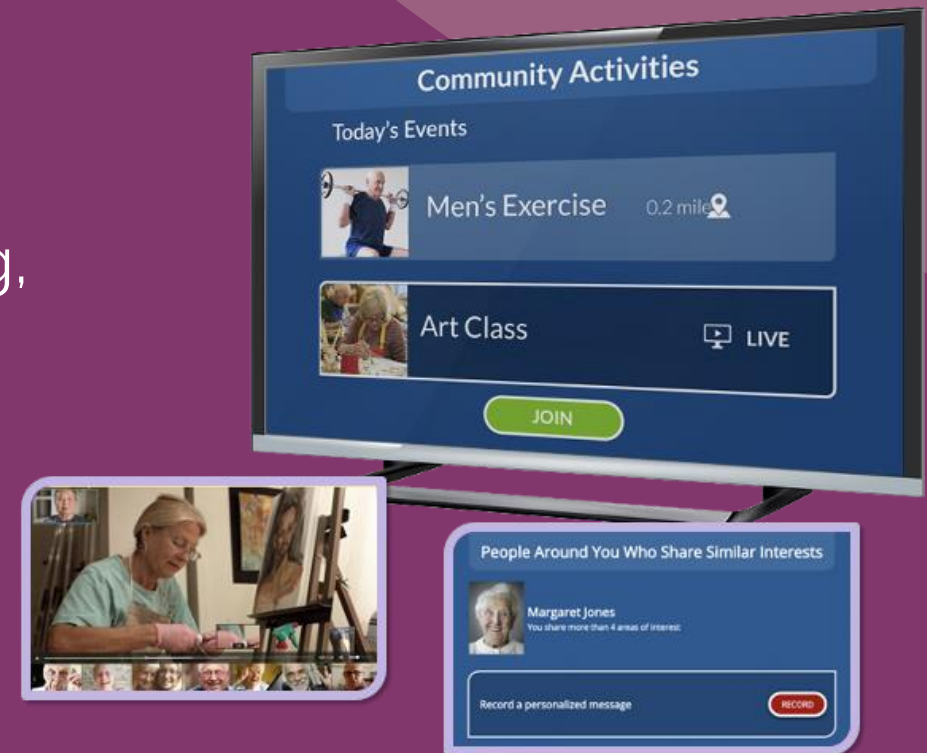 g,
Community Activities
Today's Events
Men's Exercise 0.2 mile
Art Class LIVE
JOIN
People Around You Who Share Similar Interests
Margaret Jones
You share more than 4 areas of interest
Record a personalized message RECORD